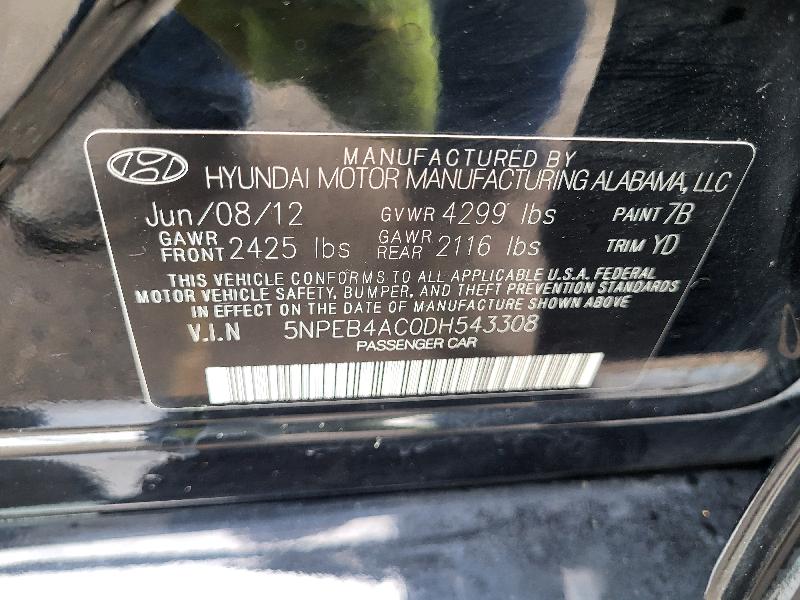 MANUFACTURED BY
HYUNDAI MOTOR MANUFACTURING ALABAMA, LLC
Jun/08/12 GVWR 4299 lbs PAINT 7B
GAWR FRONT 2425 lbs GAWR REAR 2116 lbs TRIM YD
THIS VEHICLE CONFORMS TO ALL APPLICABLE U.S.A. FEDERAL
MOTOR VEHICLE SAFETY, BUMPER, AND THEFT PREVENTION STANDARDS
IN EFFECT ON THE DATE OF MANUFACTURE SHOWN ABOVE
V.I.N 5NPEB4AC0DH543308
PASSENGER CAR